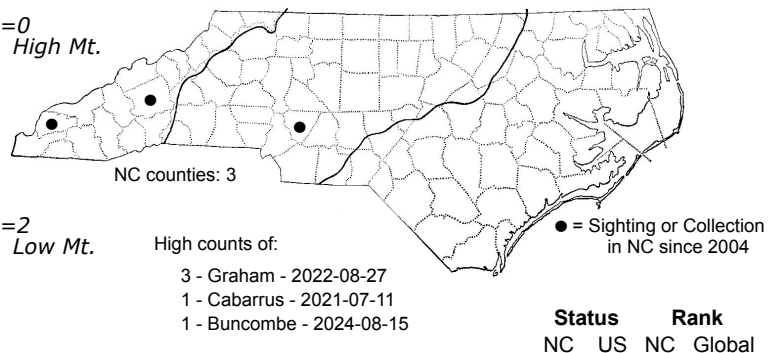 =0
High Mt.
NC counties: 3
=2
Low Mt.
High counts of:
3 - Graham - 2022-08-27
1 - Cabarrus - 2021-07-11
1 - Buncombe - 2024-08-15
● = Sighting or Collection
in NC since 2004
Status Rank
NC US NC Global